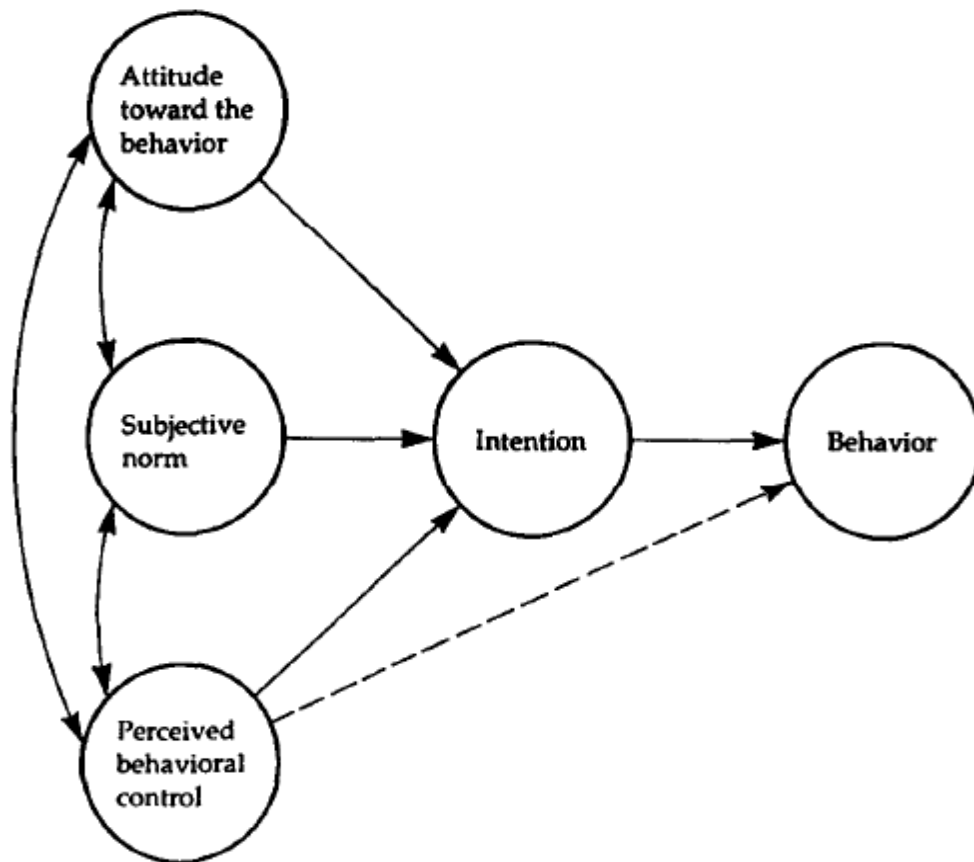 Attitude
toward the
behavior
Subjective
norm
Intention
Behavior
Perceived
behavioral
control